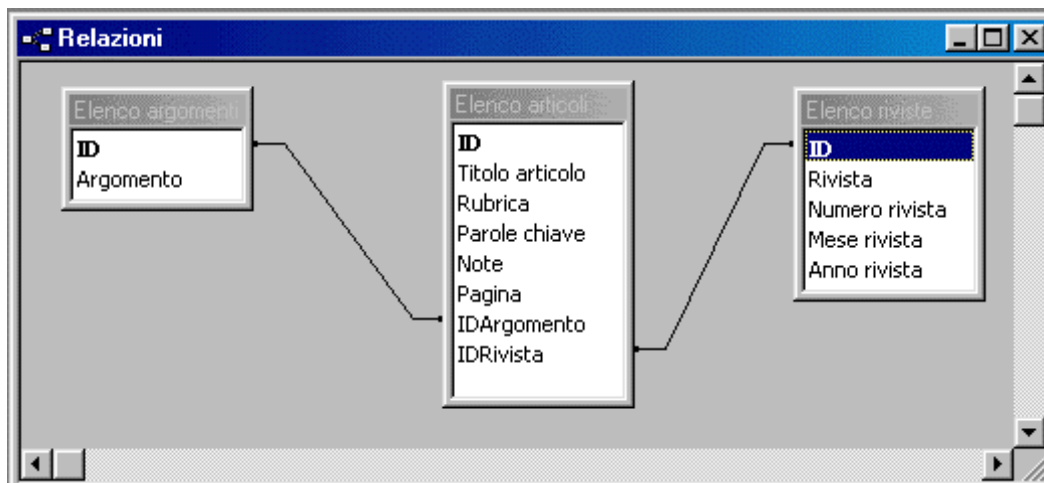 Relazioni
Elenco argomenti
ID
Argomento
Elenco articoli
ID
Titolo articolo
Rubrica
Parole chiave
Note
Pagina
IDArgomento
IDRivista
Elenco riviste
ID
Rivista
Numero rivista
Mese rivista
Anno rivista